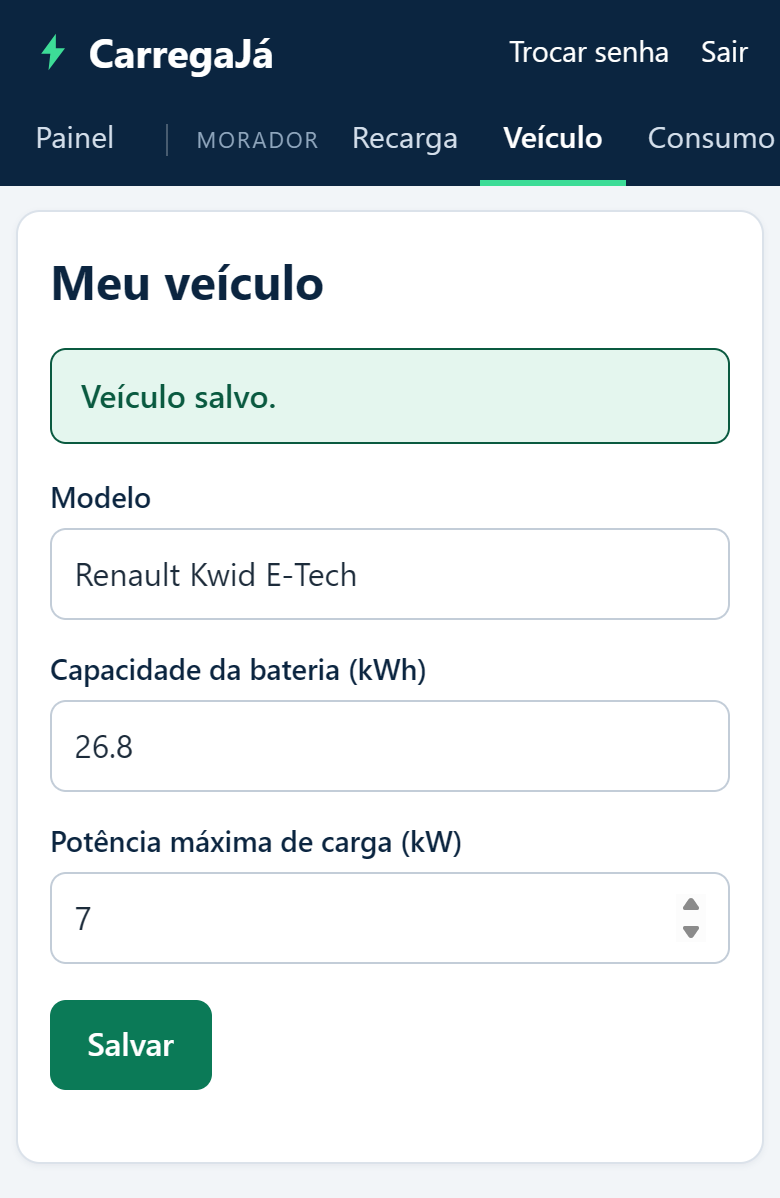 CarregaJá
Trocar senha Sair
Painel | MORADOR Recarga Veículo Consumo
Meu veículo
Veículo salvo.
Modelo
Renault Kwid E-Tech
Capacidade da bateria (kWh)
26.8
Potência máxima de carga (kW)
7
Salvar